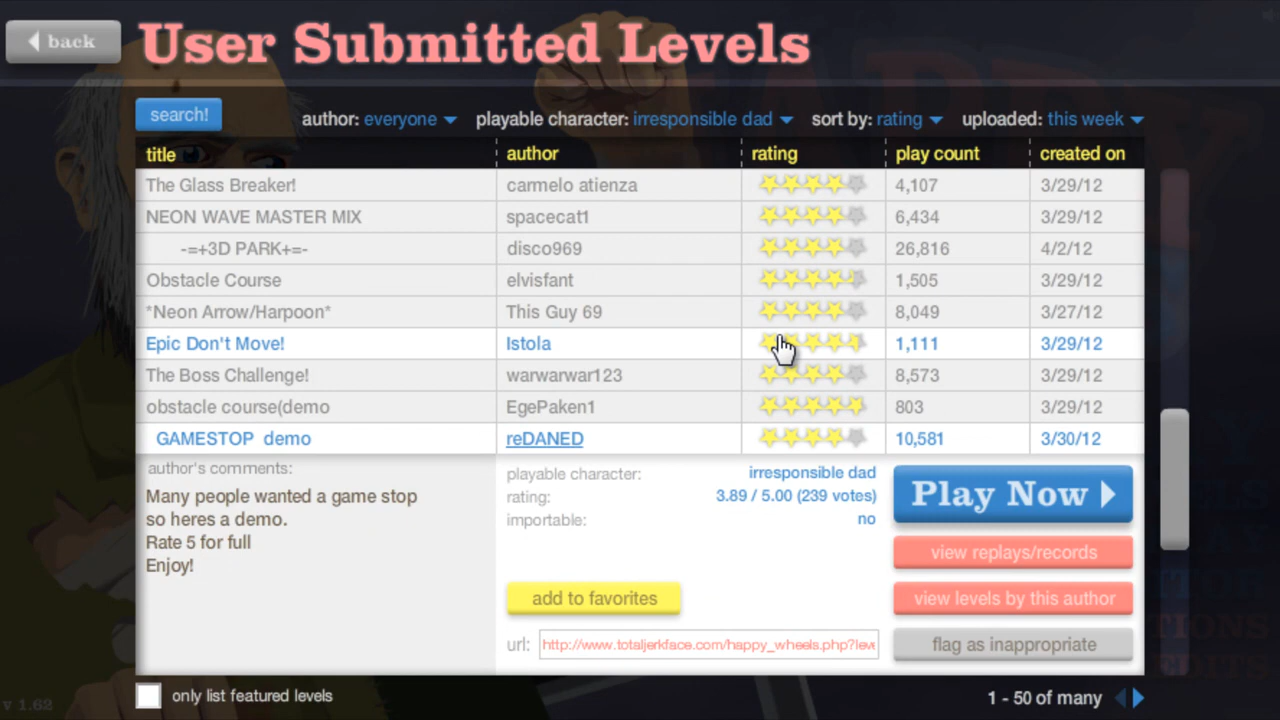 back
User Submitted Levels
search!
author: everyone playable character: irresponsible dad sort by: rating uploaded: this week
title author rating play count created on
The Glass Breaker! carmelo atienza 4,107 3/29/12
NEON WAVE MASTER MIX spacecat1 6,434 3/29/12
-=+3D PARK+=- disco969 26,816 4/2/12
Obstacle Course elvisfant 1,505 3/29/12
*Neon Arrow/Harpoon* This Guy 69 8,049 3/27/12
Epic Don't Move! Istola 1,111 3/29/12
The Boss Challenge! warwarwar123 8,573 3/29/12
obstacle course(demo EgePaken1 803 3/29/12
GAMESTOP demo reDANED 10,581 3/30/12
author's comments:
Many people wanted a game stop
so heres a demo.
Rate 5 for full
Enjoy!
playable character: irresponsible dad
rating: 3.89 / 5.00 (239 votes)
importable: no
add to favorites
url: http://www.totaljerkface.com/happy_wheels.php?leve
Play Now
view replays/records
view levels by this author
flag as inappropriate
only list featured levels
1 - 50 of many
v 1.62